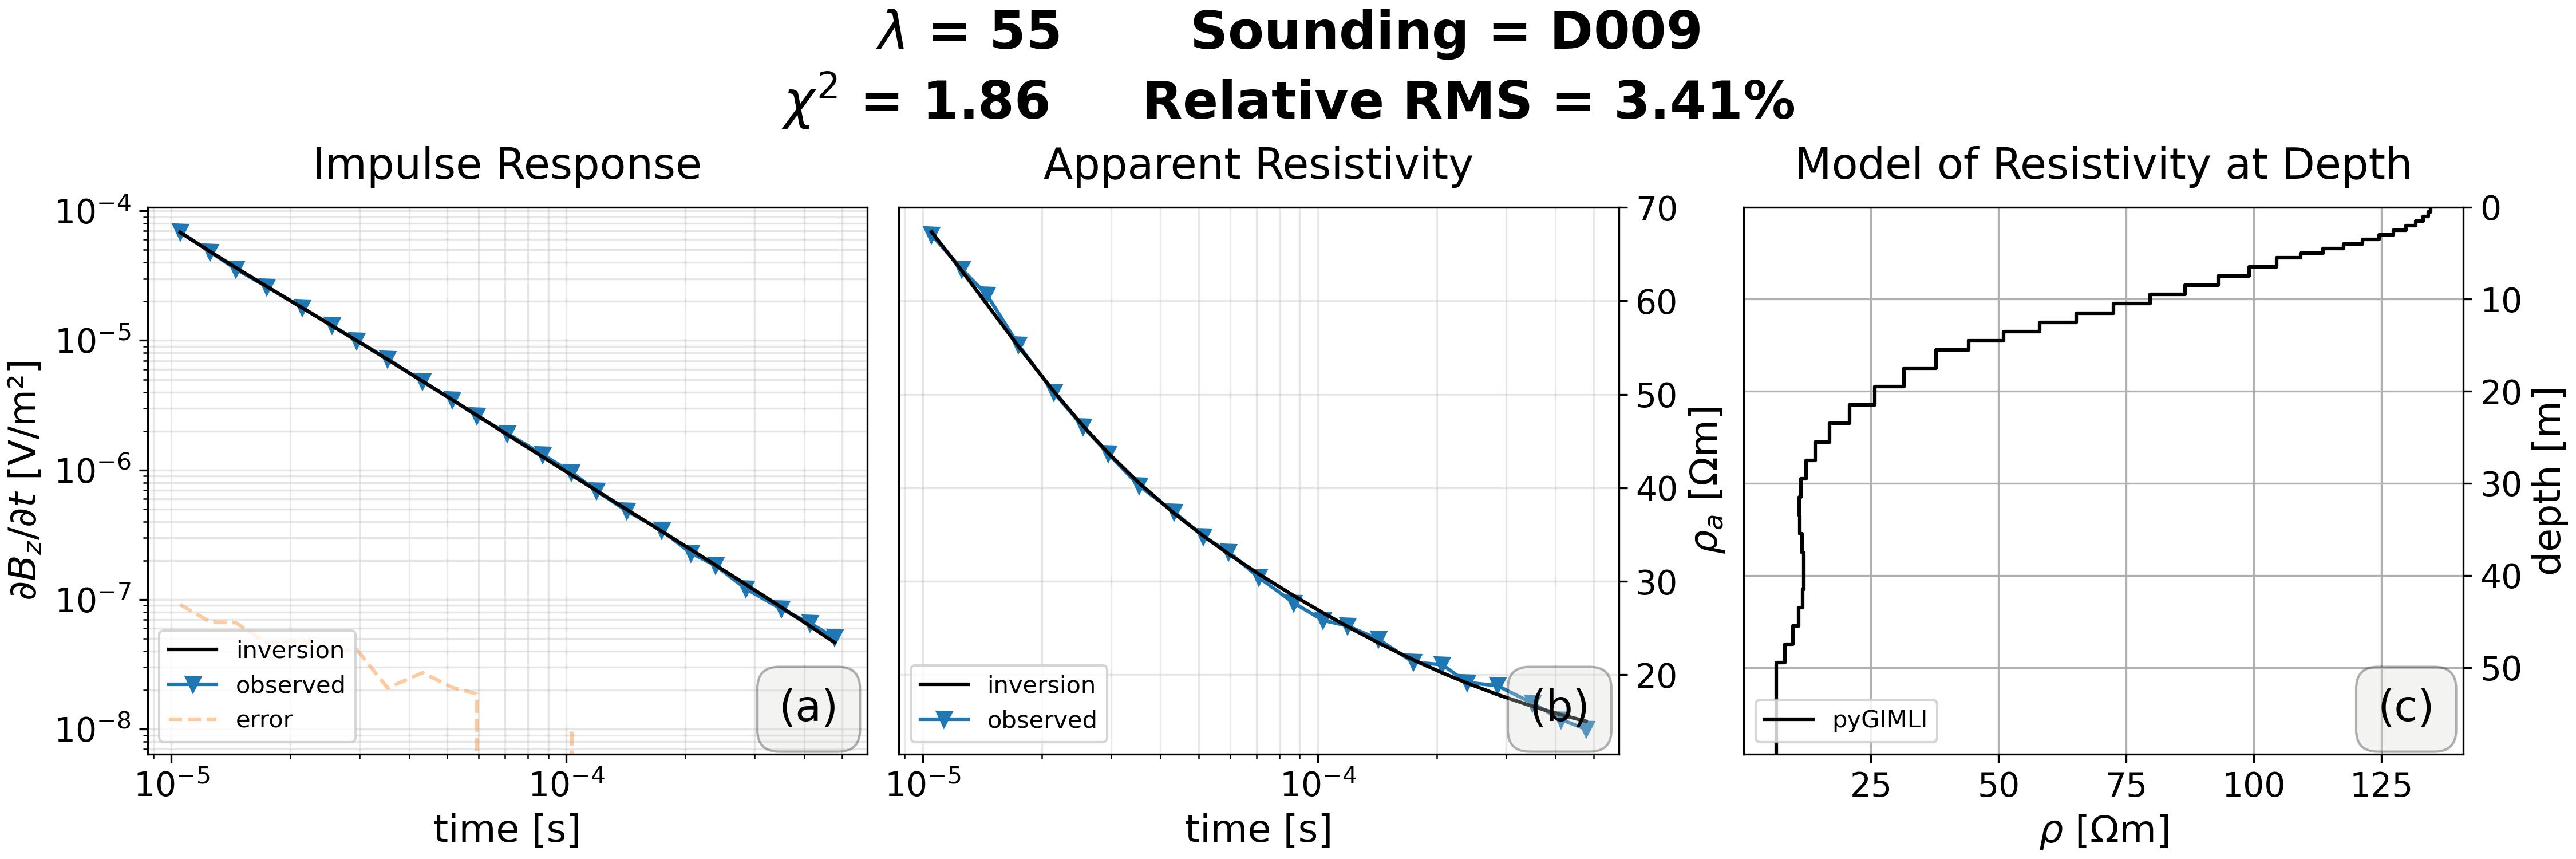 λ = 55 Sounding = D009
χ² = 1.86 Relative RMS = 3.41%
Impulse Response
Apparent Resistivity
Model of Resistivity at Depth
∂B_z/∂t [V/m²]
10⁻⁴
10⁻⁵
10⁻⁶
10⁻⁷
10⁻⁸
inversion
observed
error
(a)
10⁻⁵
10⁻⁴
time [s]
inversion
observed
(b)
70
60
50
40
30
20
ρ_a [Ωm]
10⁻⁵
10⁻⁴
time [s]
pyGIMLI
(c)
0
10
20
30
40
50
depth [m]
25
50
75
100
125
ρ [Ωm]